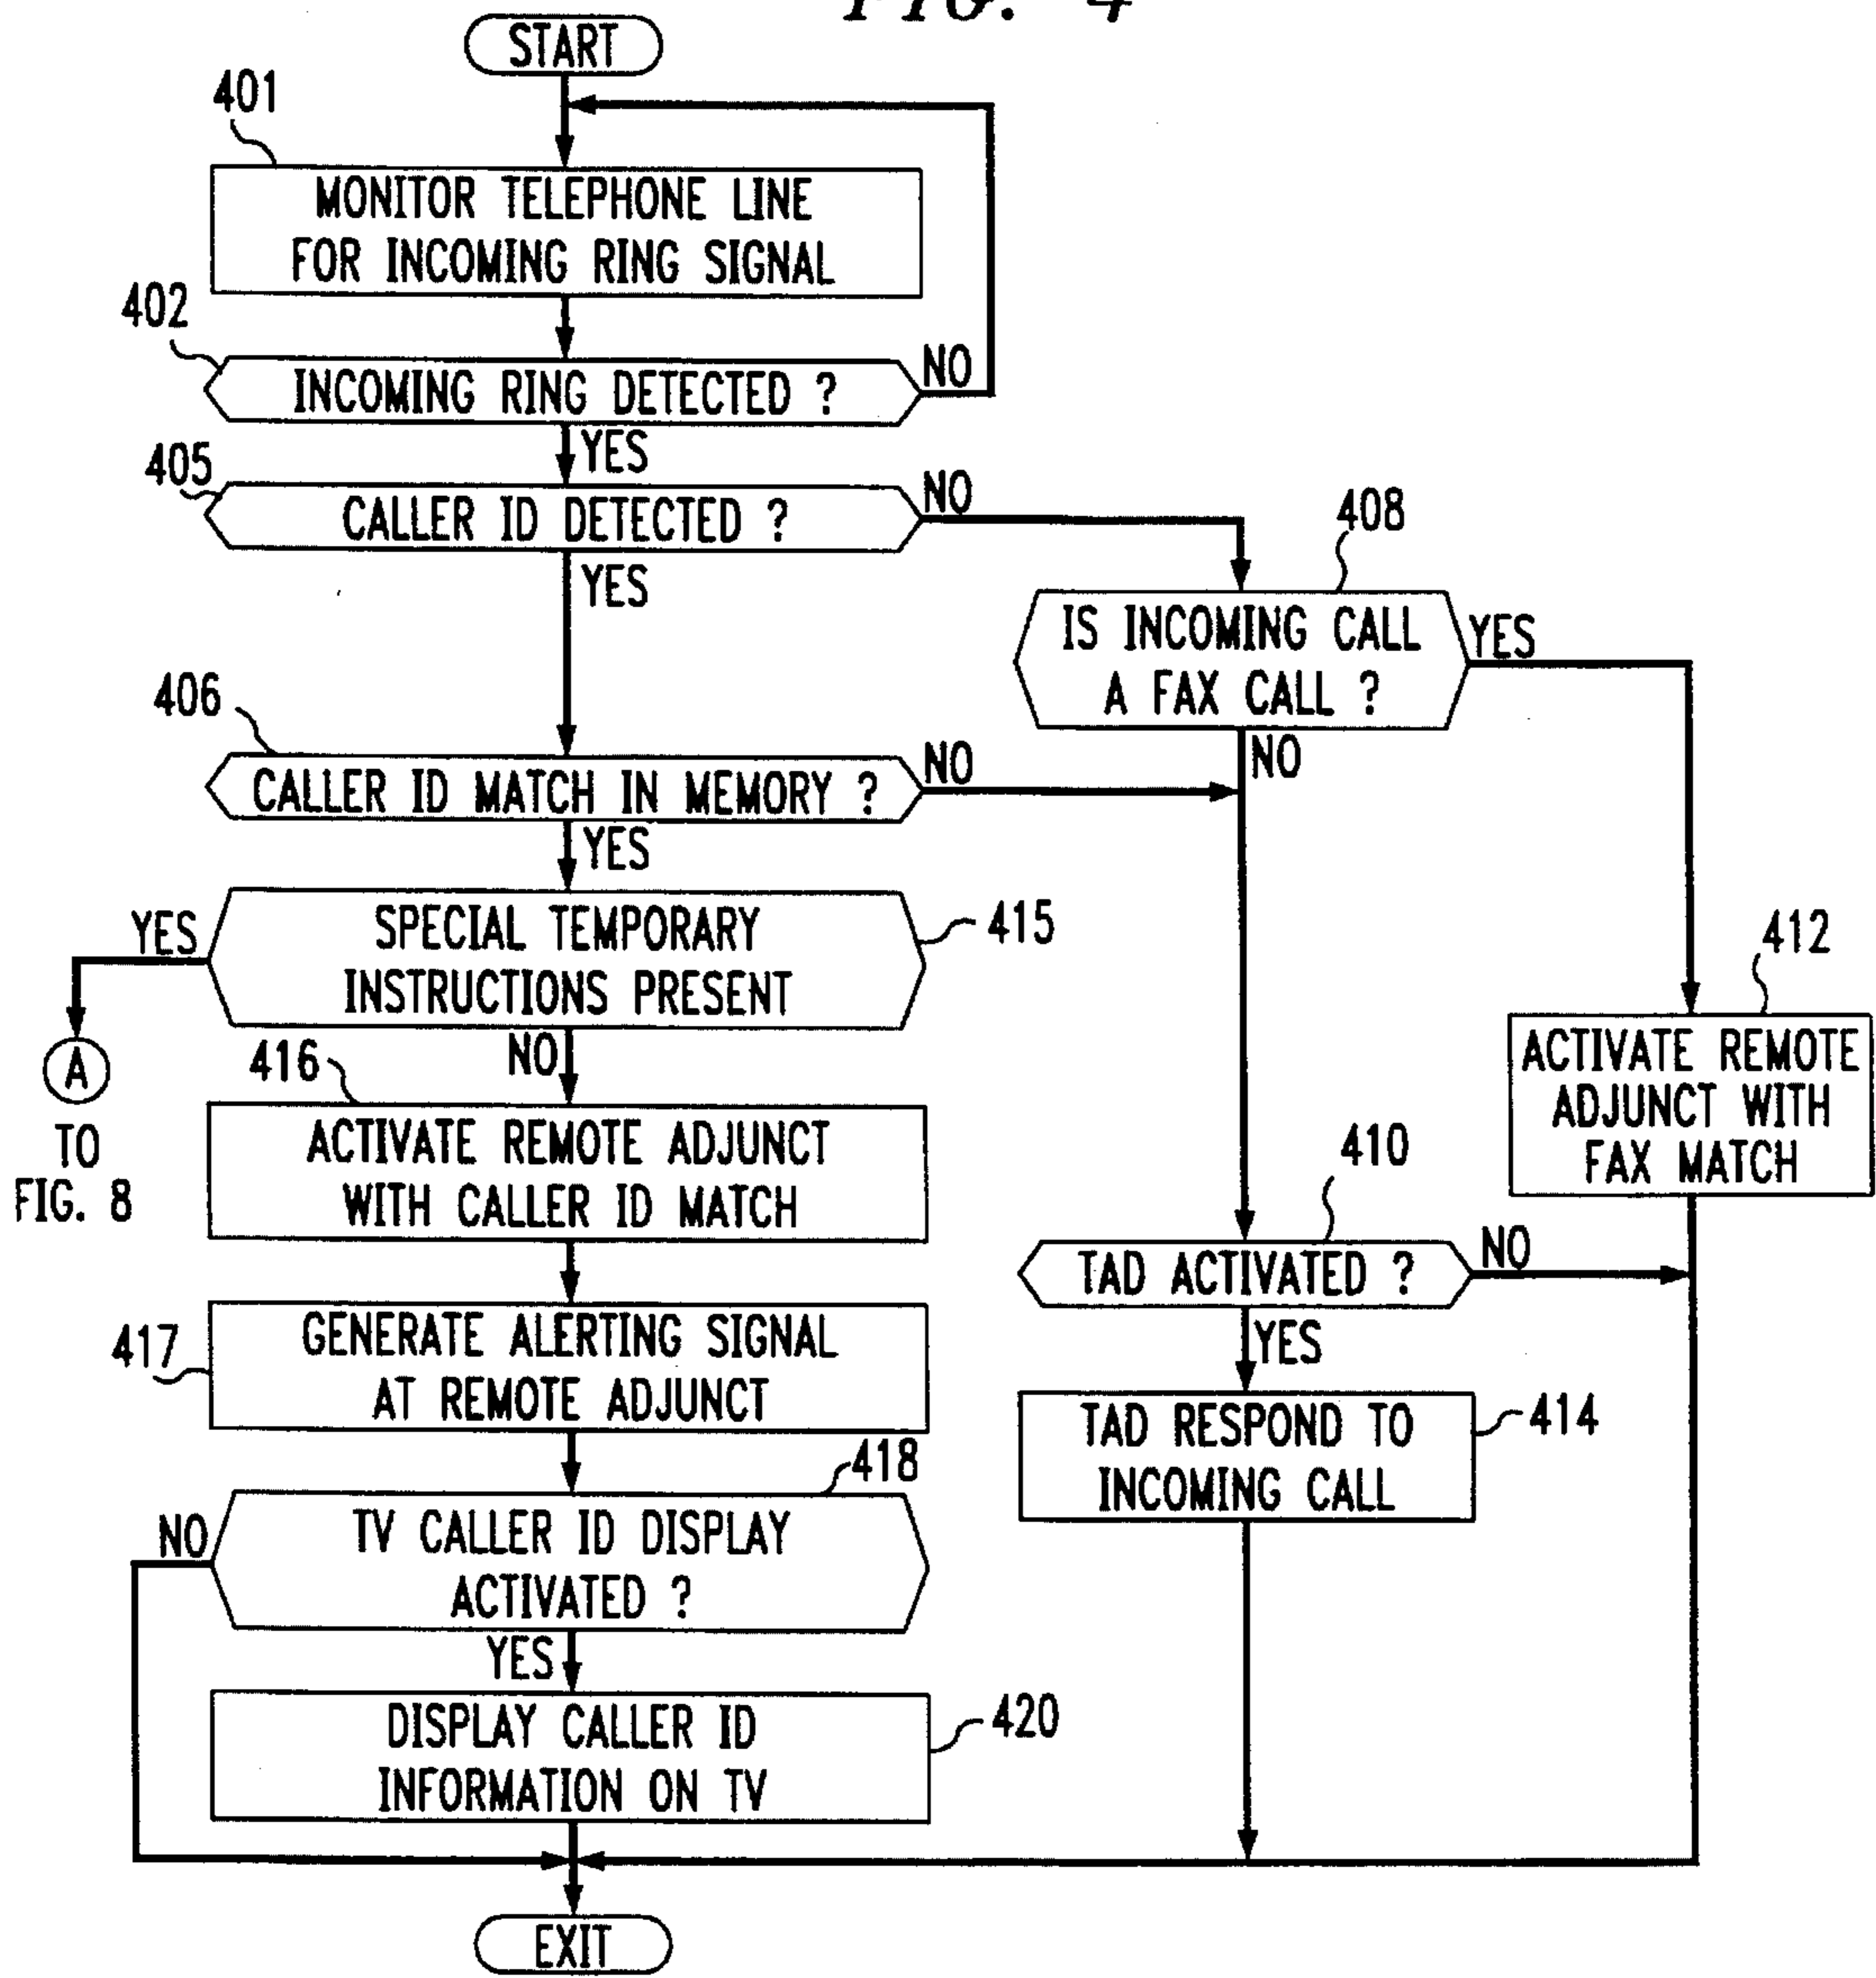 FIG. 4
START
401
MONITOR TELEPHONE LINE
FOR INCOMING RING SIGNAL
402
INCOMING RING DETECTED ?
NO
YES
405
CALLER ID DETECTED ?
NO
YES
408
IS INCOMING CALL
A FAX CALL ?
YES
NO
406
CALLER ID MATCH IN MEMORY ?
NO
YES
415
SPECIAL TEMPORARY
INSTRUCTIONS PRESENT
YES
NO
A
TO
FIG. 8
412
ACTIVATE REMOTE
ADJUNCT WITH
FAX MATCH
416
ACTIVATE REMOTE ADJUNCT
WITH CALLER ID MATCH
410
TAD ACTIVATED ?
NO
YES
417
GENERATE ALERTING SIGNAL
AT REMOTE ADJUNCT
414
TAD RESPOND TO
INCOMING CALL
418
TV CALLER ID DISPLAY
ACTIVATED ?
NO
YES
420
DISPLAY CALLER ID
INFORMATION ON TV
EXIT